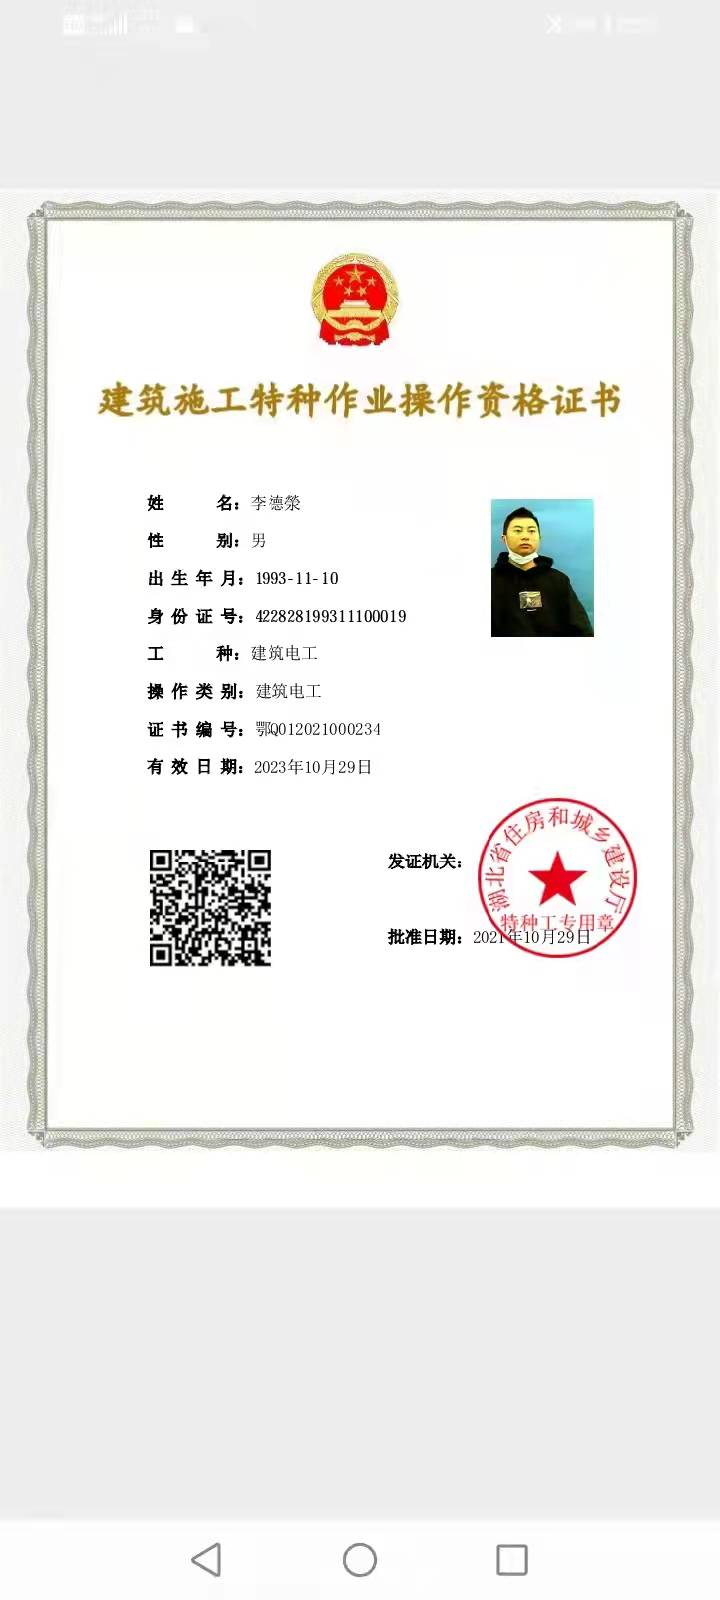 建筑施工特种作业操作资格证书
姓 名：李德滎
性 别：男
出生年月：1993-11-10
身份证号：422828199311100019
工 种：建筑电工
操作类别：建筑电工
证书编号：鄂Q012021000234
有效日期：2023年10月29日
发证机关：
湖北省住房和城乡建设厅
特种工专用章
批准日期：2021年10月29日